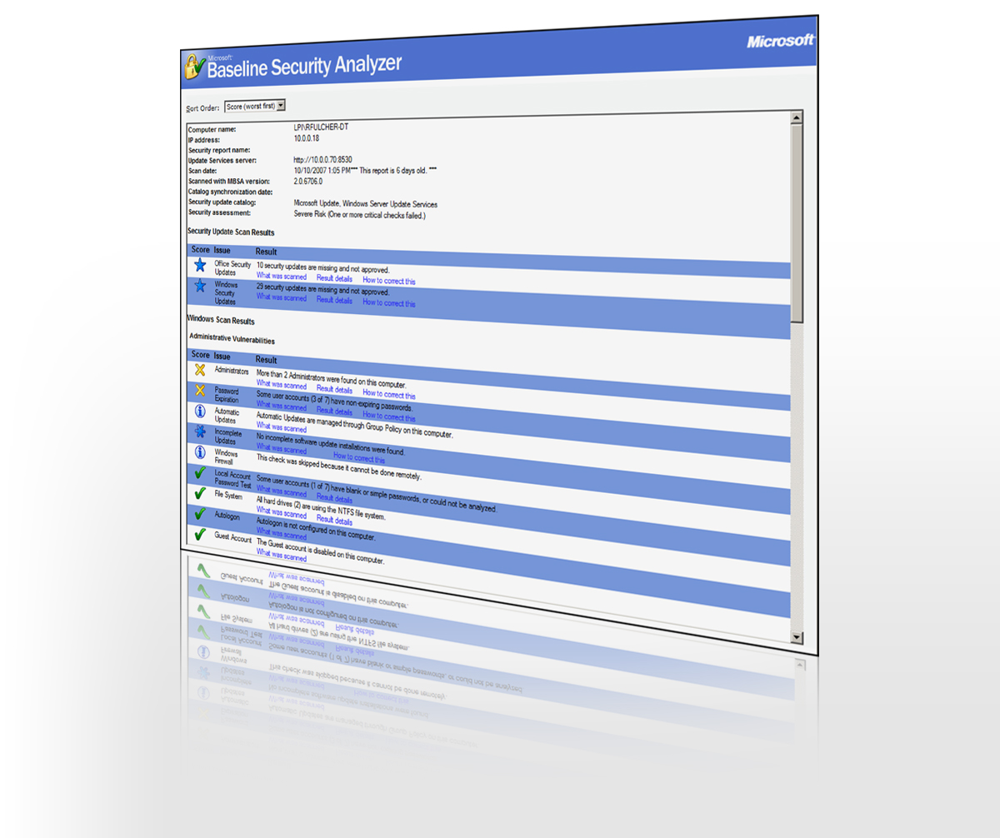 Microsoft
Microsoft
Baseline Security Analyzer
Sort Order: Score (worst first)
Computer name: LPI\RFULCHER-DT
IP address: 10.0.0.18
Security report name:
Update Services server: http://10.0.0.70:8530
Scan date: 10/10/2007 1:05 PM*** This report is 6 days old. ***
Scanned with MBSA version: 2.0.6706.0
Catalog synchronization date:
Security update catalog: Microsoft Update, Windows Server Update Services
Security assessment: Severe Risk (One or more critical checks failed.)
Security Update Scan Results
Score Issue Result
Office Security Updates 10 security updates are missing and not approved.
What was scanned Result details How to correct this
Windows Security Updates 29 security updates are missing and not approved.
What was scanned Result details How to correct this
Windows Scan Results
Administrative Vulnerabilities
Score Issue Result
Administrators More than 2 Administrators were found on this computer.
What was scanned Result details How to correct this
Password Expiration Some user accounts (3 of 7) have non-expiring passwords.
What was scanned Result details How to correct this
Automatic Updates Automatic Updates are managed through Group Policy on this computer.
What was scanned
Incomplete Updates No incomplete software update installations were found.
What was scanned How to correct this
Windows Firewall This check was skipped because it cannot be done remotely.
Local Account Password Test Some user accounts (1 of 7) have blank or simple passwords, or could not be analyzed.
What was scanned Result details
File System All hard drives (2) are using the NTFS file system.
What was scanned Result details
Autologon Autologon is not configured on this computer.
What was scanned
Guest Account The Guest account is disabled on this computer.
What was scanned